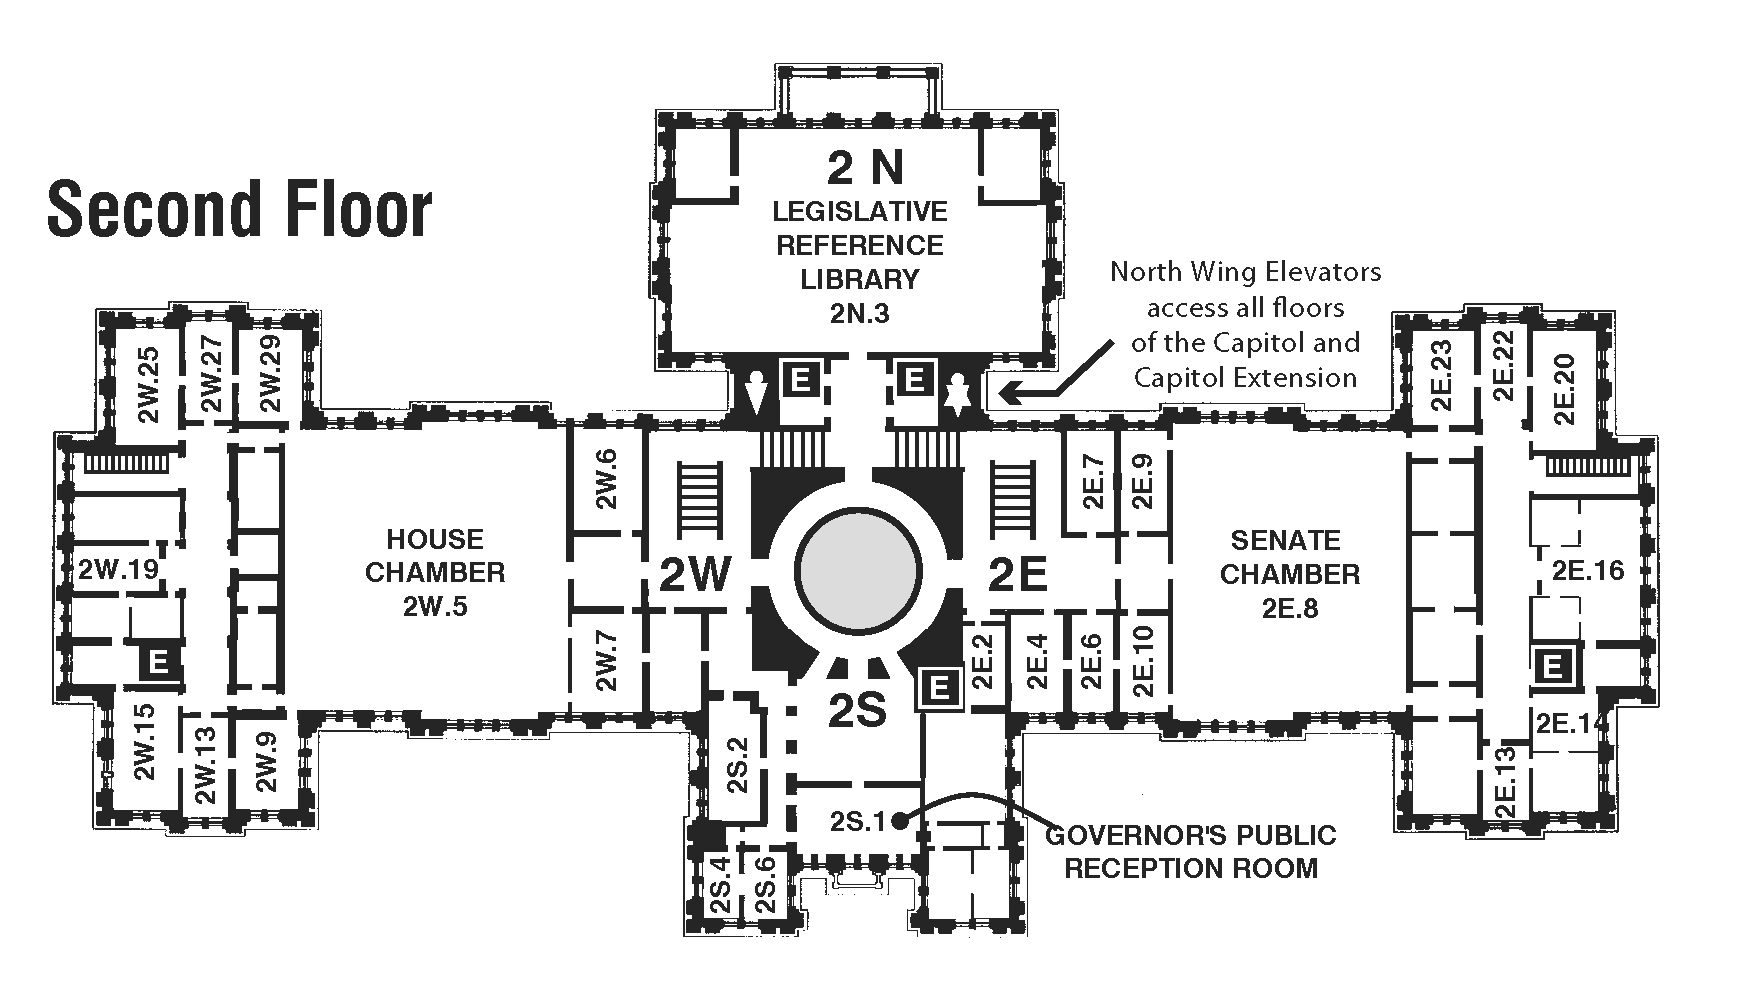 Second Floor
2 N
LEGISLATIVE
REFERENCE
LIBRARY
2N.3
North Wing Elevators
access all floors
of the Capitol and
Capitol Extension
E
E
2W.25
2W.27
2W.29
2W.6
2E.7
2E.9
2E.23
2E.22
2E.20
HOUSE
CHAMBER
2W.5
2W
2E
SENATE
CHAMBER
2E.8
2W.19
2E.16
E
2W.7
2S
E
2E.2
2E.4
2E.6
2E.10
E
2W.15
2W.13
2W.9
2S.2
2E.14
2E.13
2S.1
GOVERNOR'S PUBLIC
RECEPTION ROOM
2S.4
2S.6